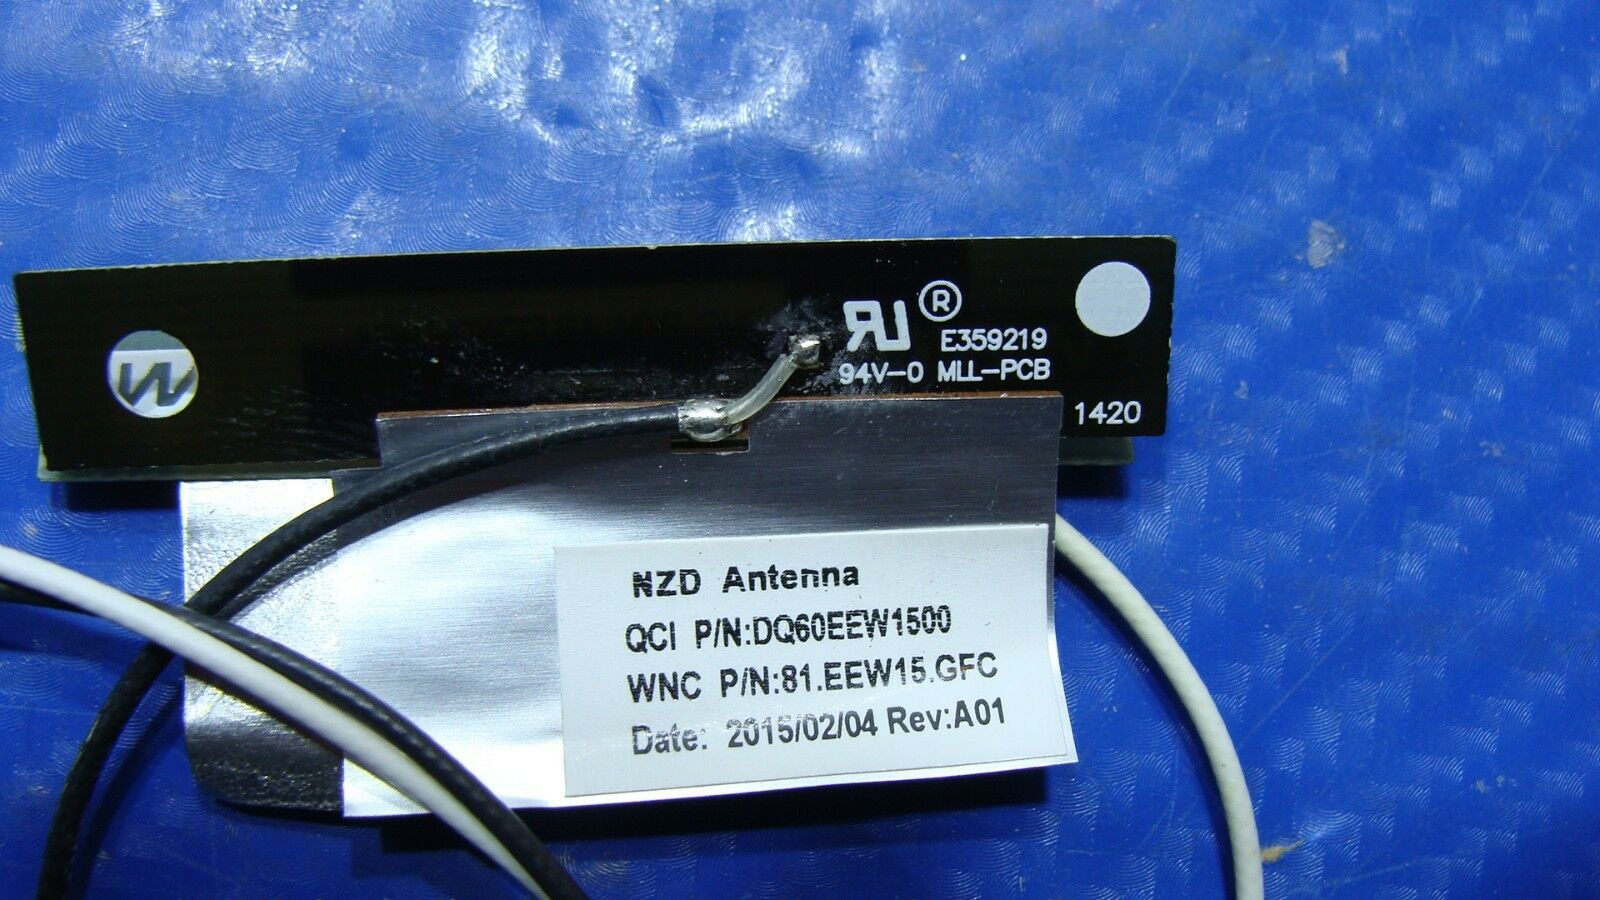 ®
E359219
94V-0 MLL-PCB
1420
NZD Antenna
QCI P/N:DQ60EEW1500
WNC P/N:81.EEW15.GFC
Date: 2015/02/04 Rev:A01